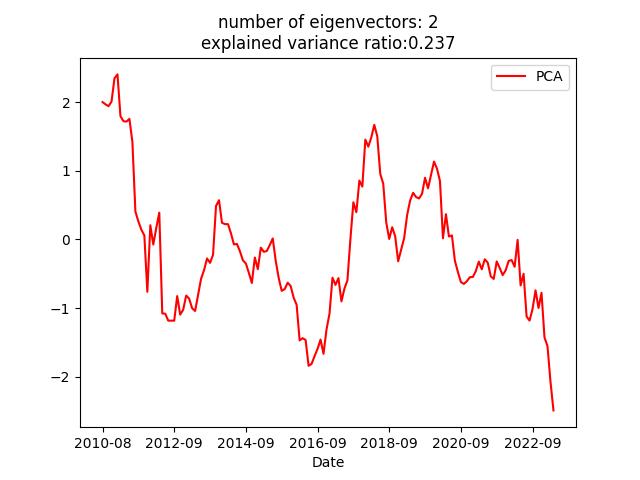 number of eigenvectors: 2
explained variance ratio:0.237
PCA
2
1
0
−1
−2
2010-08 2012-09 2014-09 2016-09 2018-09 2020-09 2022-09
Date